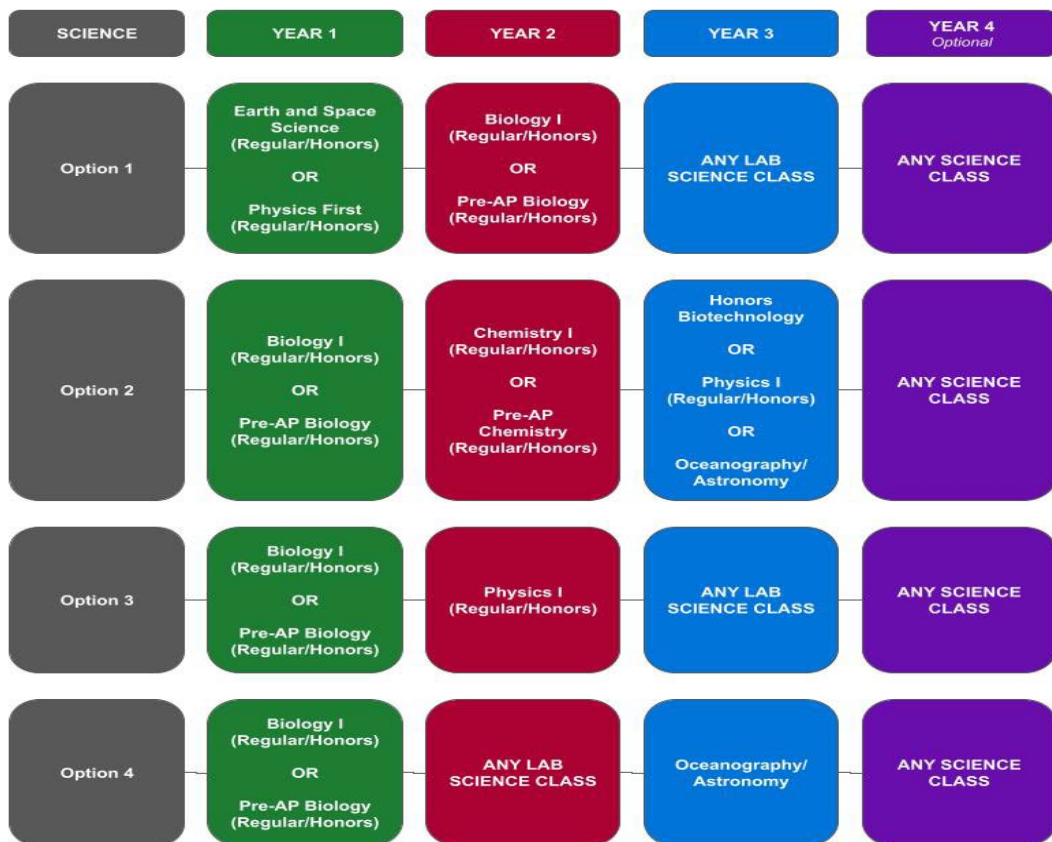 SCIENCE
YEAR 1
YEAR 2
YEAR 3
YEAR 4
Optional
Option 1
Earth and Space
Science
(Regular/Honors)
OR
Physics First
(Regular/Honors)
Biology I
(Regular/Honors)
OR
Pre-AP Biology
(Regular/Honors)
ANY LAB
SCIENCE CLASS
ANY SCIENCE
CLASS
Option 2
Biology I
(Regular/Honors)
OR
Pre-AP Biology
(Regular/Honors)
Chemistry I
(Regular/Honors)
OR
Pre-AP
Chemistry
(Regular/Honors)
Honors
Biotechnology
OR
Physics I
(Regular/Honors)
OR
Oceanography/
Astronomy
ANY SCIENCE
CLASS
Option 3
Biology I
(Regular/Honors)
OR
Pre-AP Biology
(Regular/Honors)
Physics I
(Regular/Honors)
ANY LAB
SCIENCE CLASS
ANY SCIENCE
CLASS
Option 4
Biology I
(Regular/Honors)
OR
Pre-AP Biology
(Regular/Honors)
ANY LAB
SCIENCE CLASS
Oceanography/
Astronomy
ANY SCIENCE
CLASS